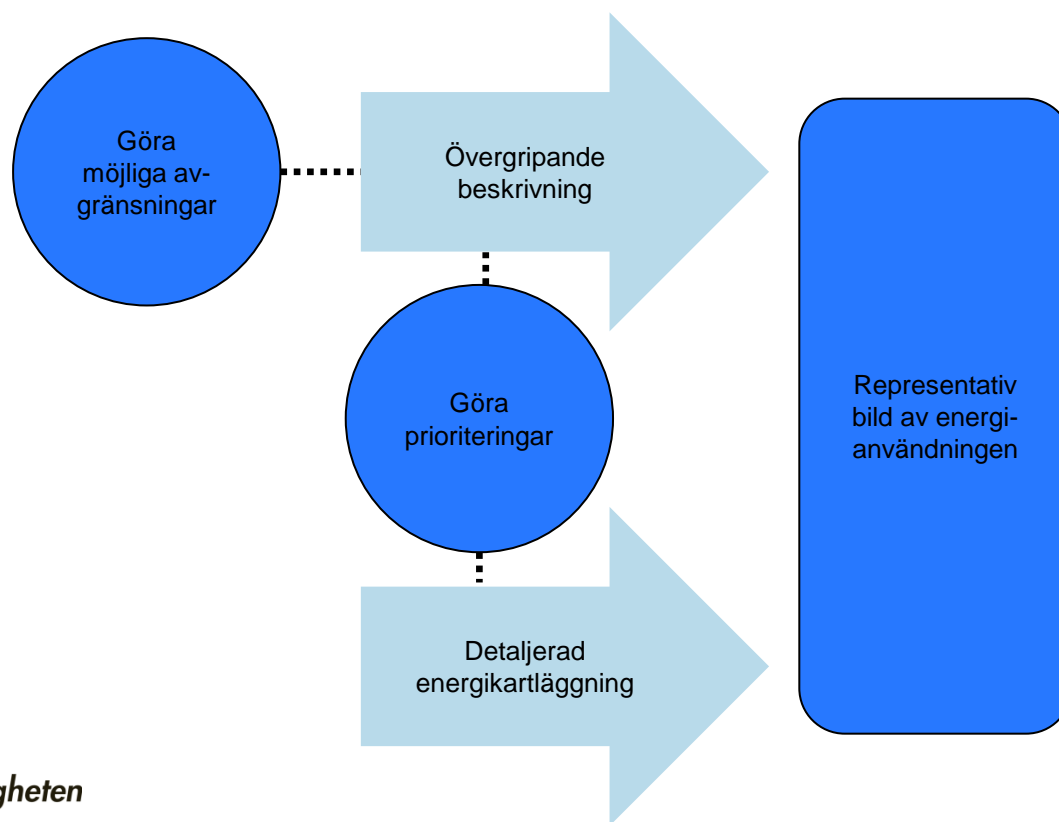 Göra
möjliga av-
gränsningar
Övergripande
beskrivning
Göra
prioriteringar
Representativ
bild av energi-
användningen
Detaljerad
energikartläggning
gheten